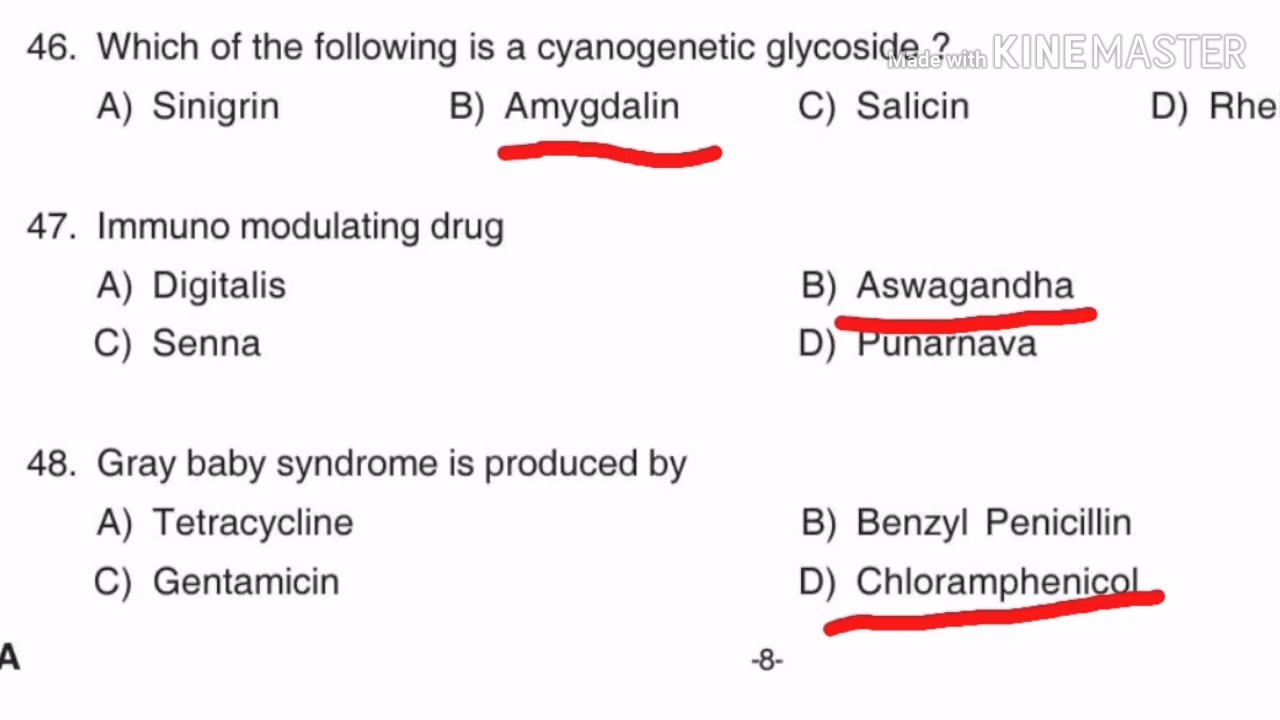 46. Which of the following is a cyanogenetic glycoside ?
Made with KINEMASTER
A) Sinigrin B) Amygdalin C) Salicin D) Rhei
47. Immuno modulating drug
A) Digitalis B) Aswagandha
C) Senna D) Punarnava
48. Gray baby syndrome is produced by
A) Tetracycline B) Benzyl Penicillin
C) Gentamicin D) Chloramphenicol
A -8-